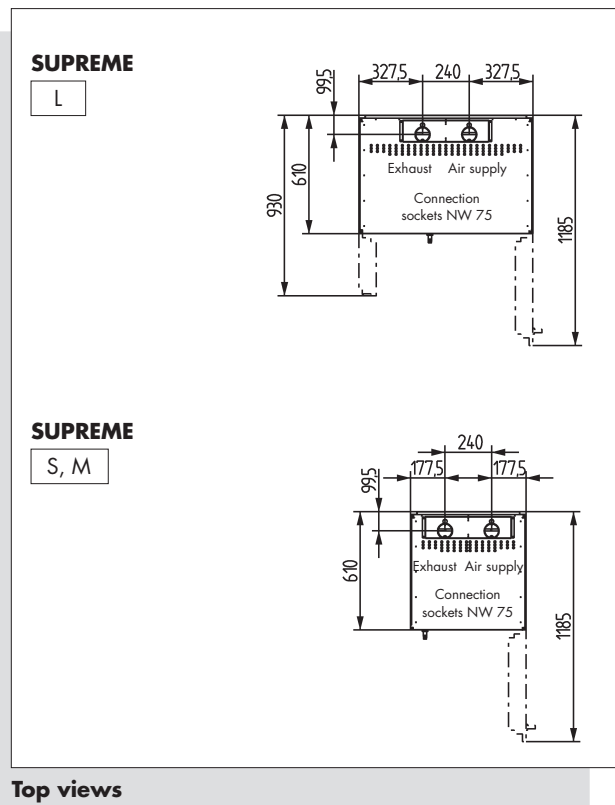 SUPREME
L
99,5
327,5 240 327,5
930
610
Exhaust Air supply
Connection
sockets NW 75
1185
SUPREME
S, M
240
177,5 177,5
99,5
610
Exhaust Air supply
Connection
sockets NW 75
1185
Top views